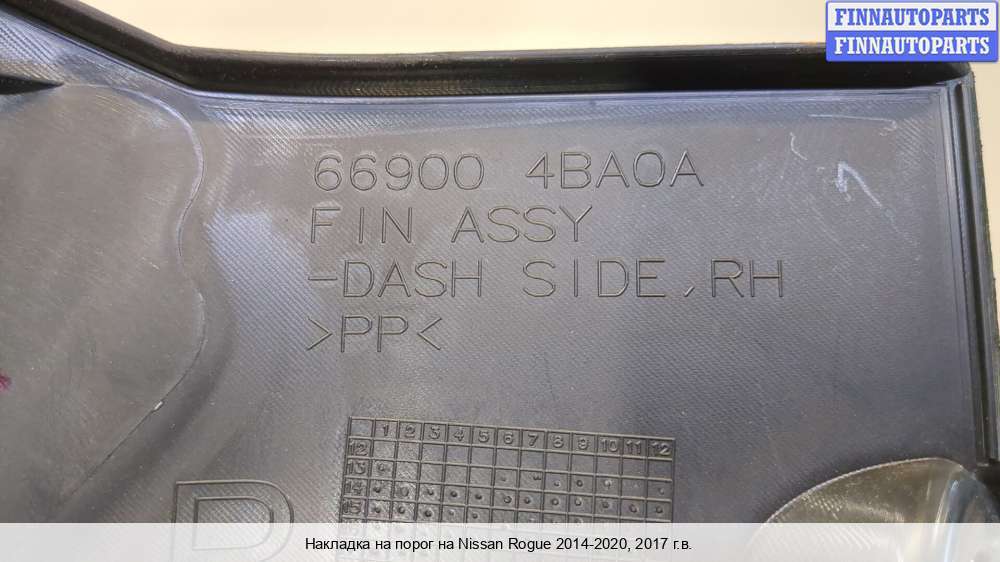 FINNAUTOPARTS
FINNAUTOPARTS
66900 4BA0A
FIN ASSY
-DASH SIDE,RH
>PP<
1 2 3 4 5 6 7 8 9 10 11 12
12
13
14
15
D
Накладка на порог на Nissan Rogue 2014-2020, 2017 г.в.